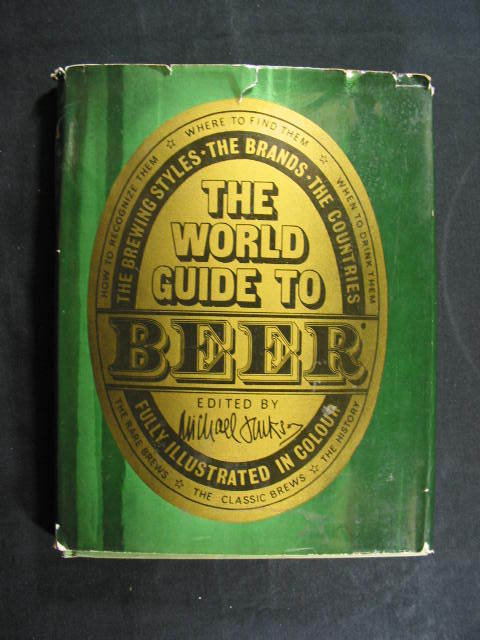 HOW TO RECOGNIZE THEM ☆ WHERE TO FIND THEM ☆ WHEN TO DRINK THEM
THE BREWING STYLES • THE BRANDS • THE COUNTRIES
THE
WORLD
GUIDE TO
BEER
EDITED BY
Michael Jackson
FULLY ILLUSTRATED IN COLOUR
THE RARE BREWS ☆ THE CLASSIC BREWS ☆ THE HISTORY